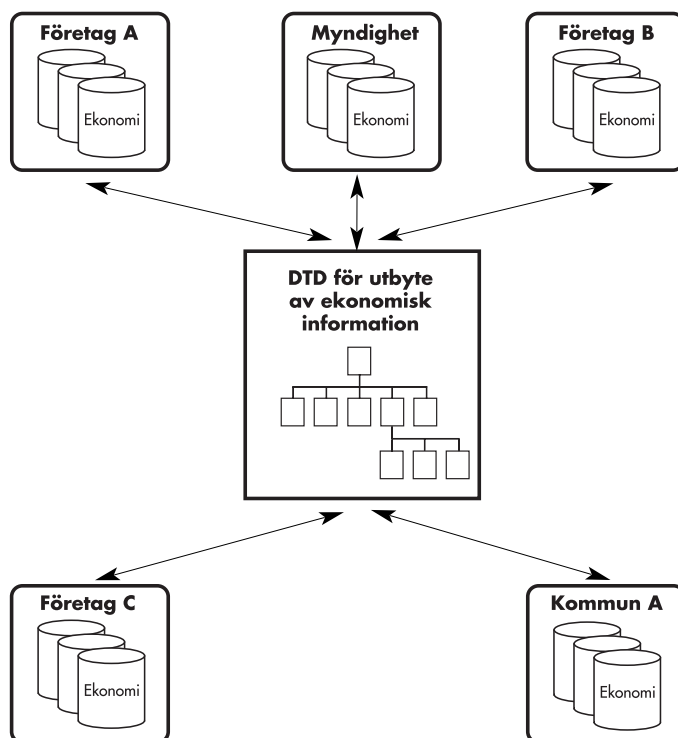 Företag A
Ekonomi
Myndighet
Ekonomi
Företag B
Ekonomi
DTD för utbyte
av ekonomisk
information
Företag C
Ekonomi
Kommun A
Ekonomi